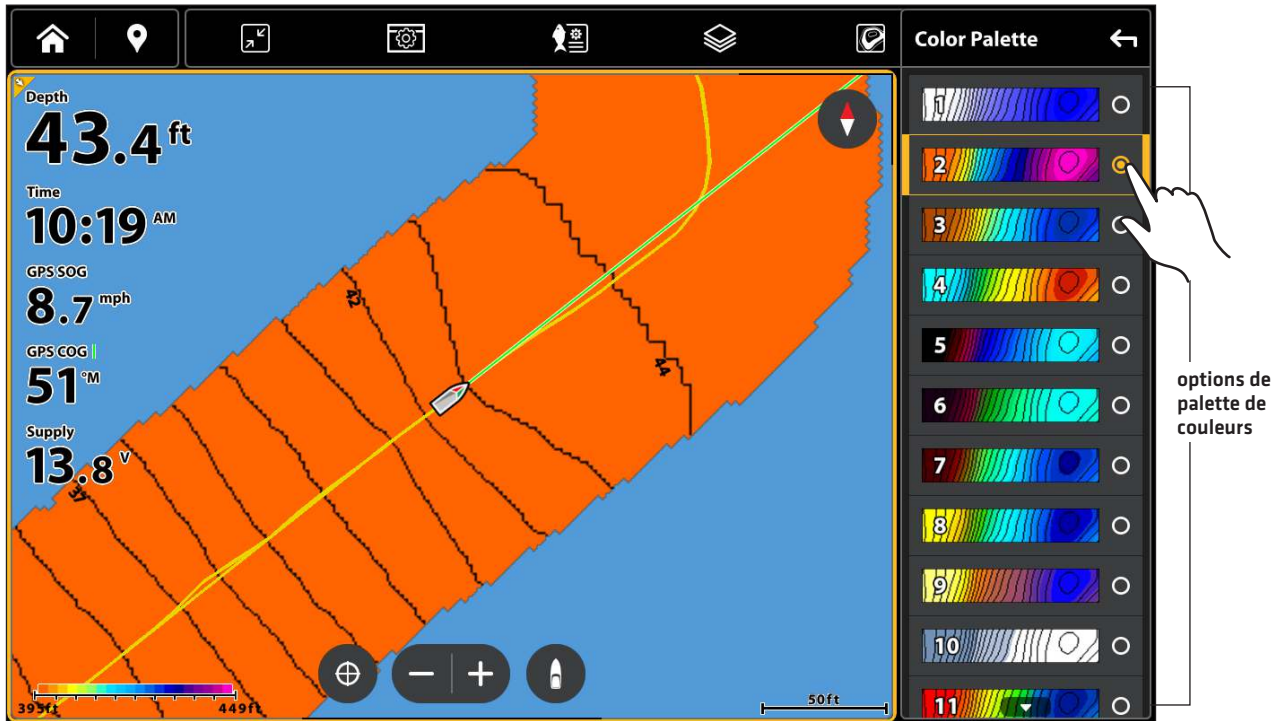 Color Palette
Depth
43.4 ft
Time
10:19 AM
GPS SOG
8.7 mph
GPS COG
51 °M
Supply
13.8 V
42
44
37
395ft 449ft
50ft
1
2
3
4
5
6
7
8
9
10
11
options de
palette de
couleurs